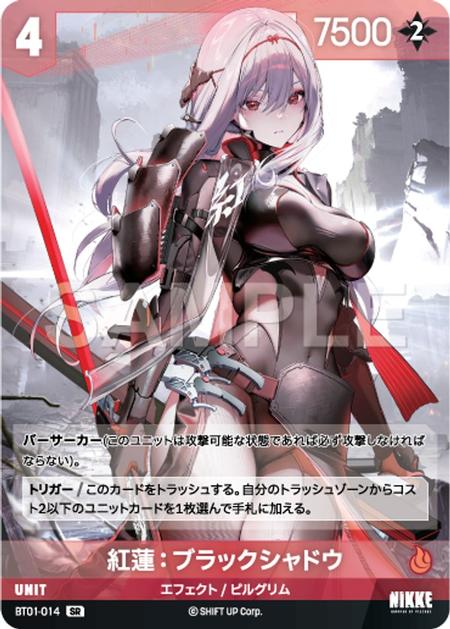 4
7500
2
紅
SAMPLE
バーサーカー(このユニットは攻撃可能な状態であれば必ず攻撃しなければ
ならない)。
トリガー / このカードをトラッシュする。自分のトラッシュゾーンからコス
ト2以下のユニットカードを1枚選んで手札に加える。
紅蓮：ブラックシャドウ
UNIT
エフェクト / ピルグリム
NIKKE
GODDESS OF VICTORY
BT01-014 SR
© SHIFT UP Corp.